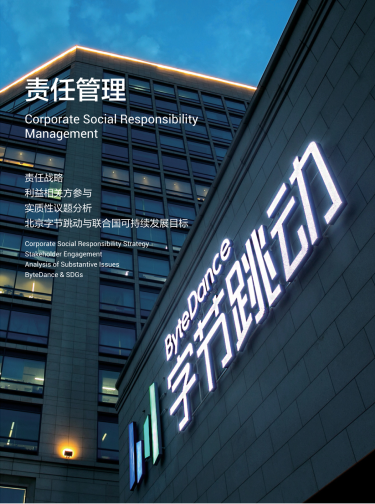 责任管理
Corporate Social Responsibility
Management
责任战略
利益相关方参与
实质性议题分析
北京字节跳动与联合国可持续发展目标
Corporate Social Responsibility Strategy
Stakeholder Engagement
Analysis of Substantive Issues
ByteDance & SDGs
ByteDance
字节跳动